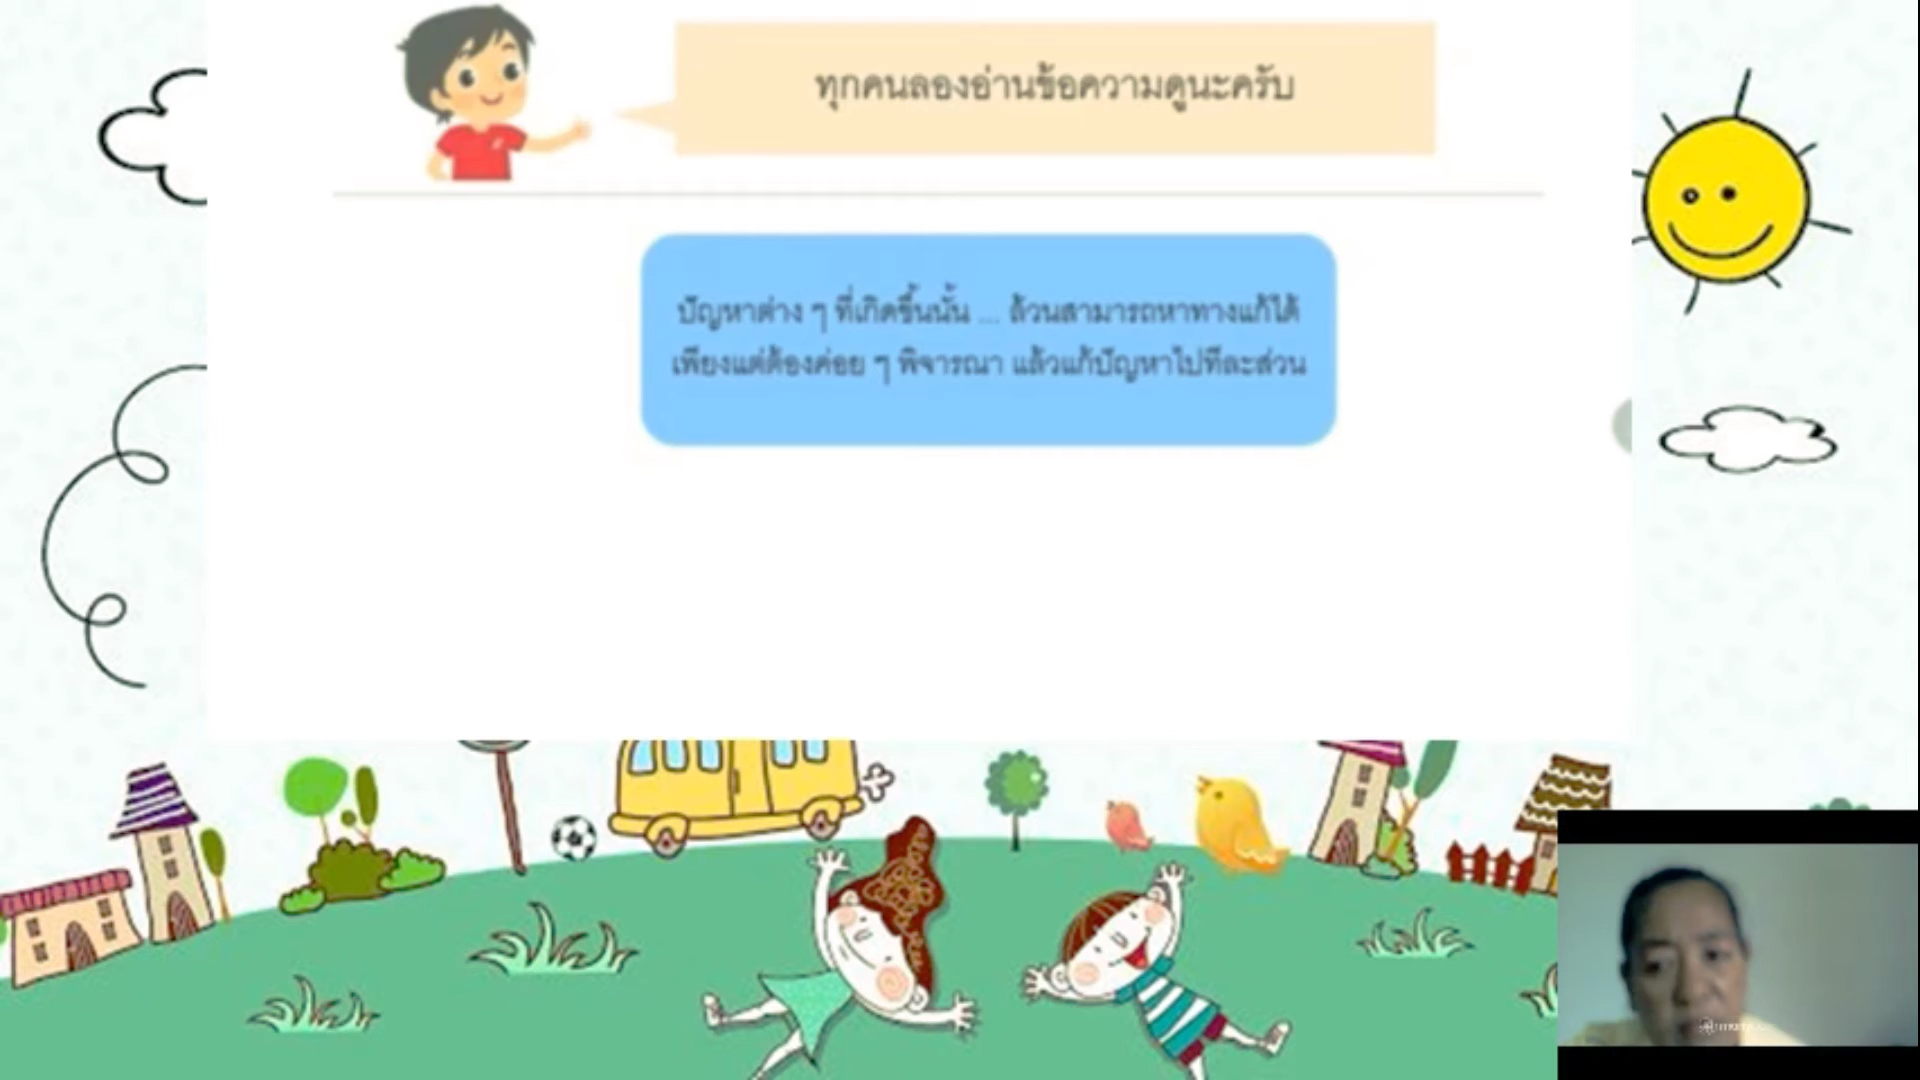 ทุกคนลองอ่านข้อความดูนะครับ
ปัญหาต่าง ๆ ที่เกิดขึ้นนั้น ... ล้วนสามารถหาทางแก้ได้
เพียงแต่ต้องค่อย ๆ พิจารณา แล้วแก้ปัญหาไปทีละส่วน